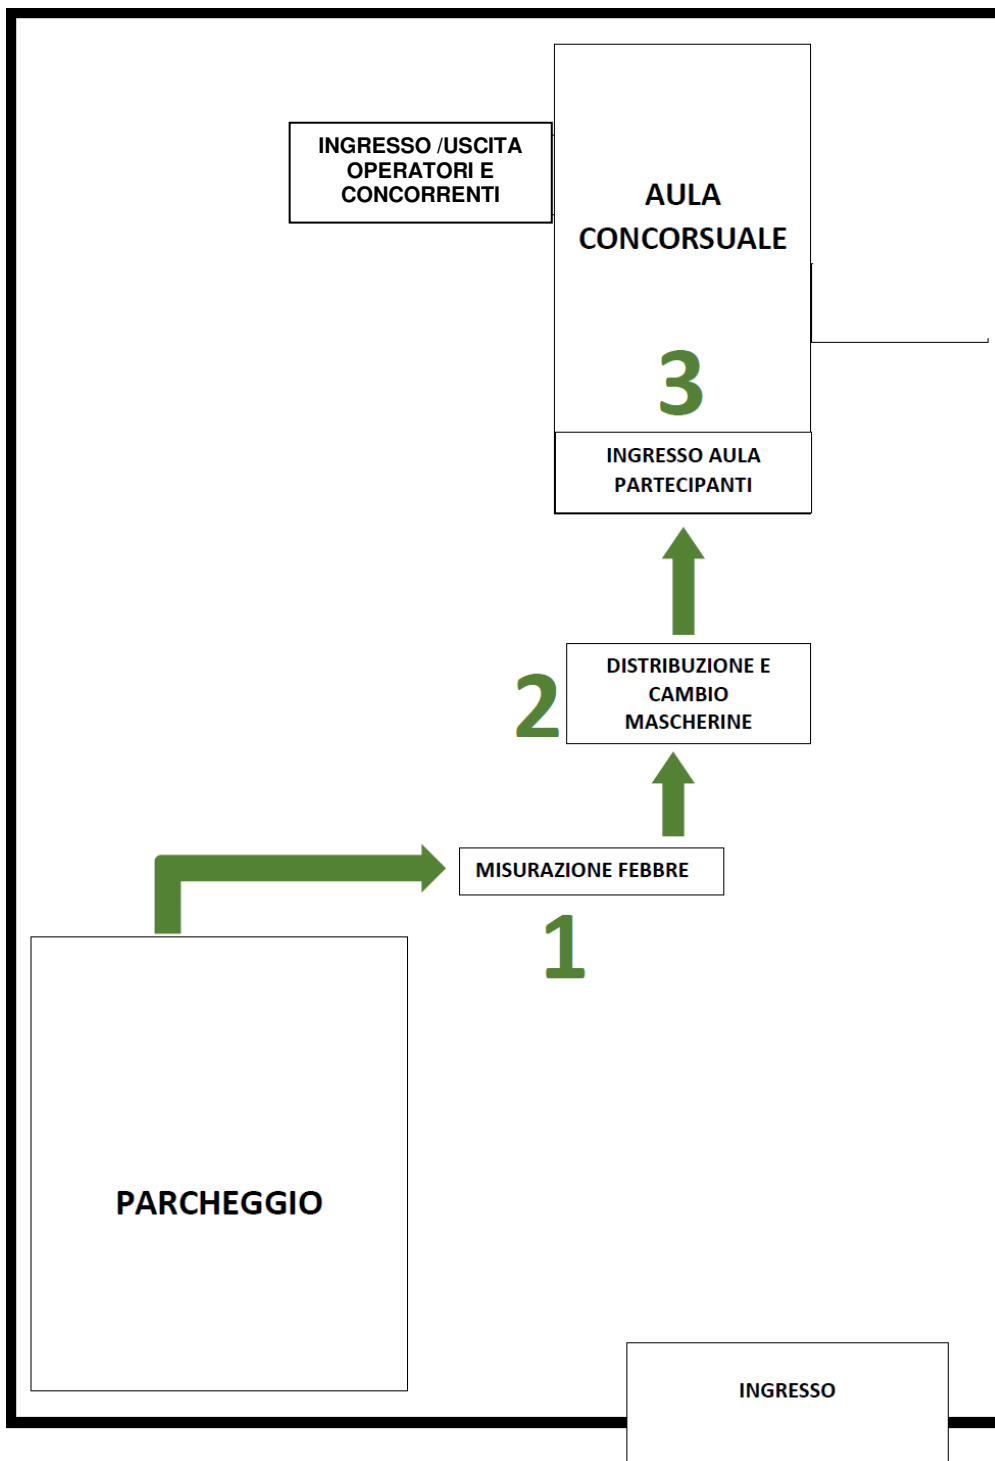 INGRESSO /USCITA
OPERATORI E
CONCORRENTI
AULA
CONCORSUALE
3
INGRESSO AULA
PARTECIPANTI
2
DISTRIBUZIONE E
CAMBIO
MASCHERINE
MISURAZIONE FEBBRE
1
PARCHEGGIO
INGRESSO